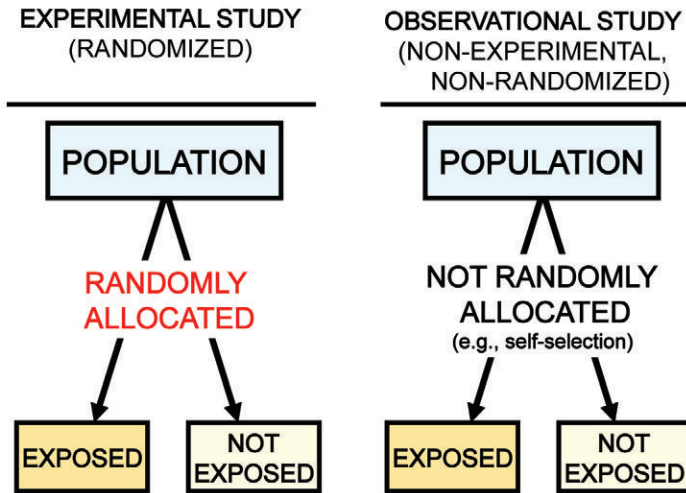 EXPERIMENTAL STUDY
(RANDOMIZED)
POPULATION
RANDOMLY
ALLOCATED
EXPOSED
NOT
EXPOSED
OBSERVATIONAL STUDY
(NON-EXPERIMENTAL,
NON-RANDOMIZED)
POPULATION
NOT RANDOMLY
ALLOCATED
(e.g., self-selection)
EXPOSED
NOT
EXPOSED